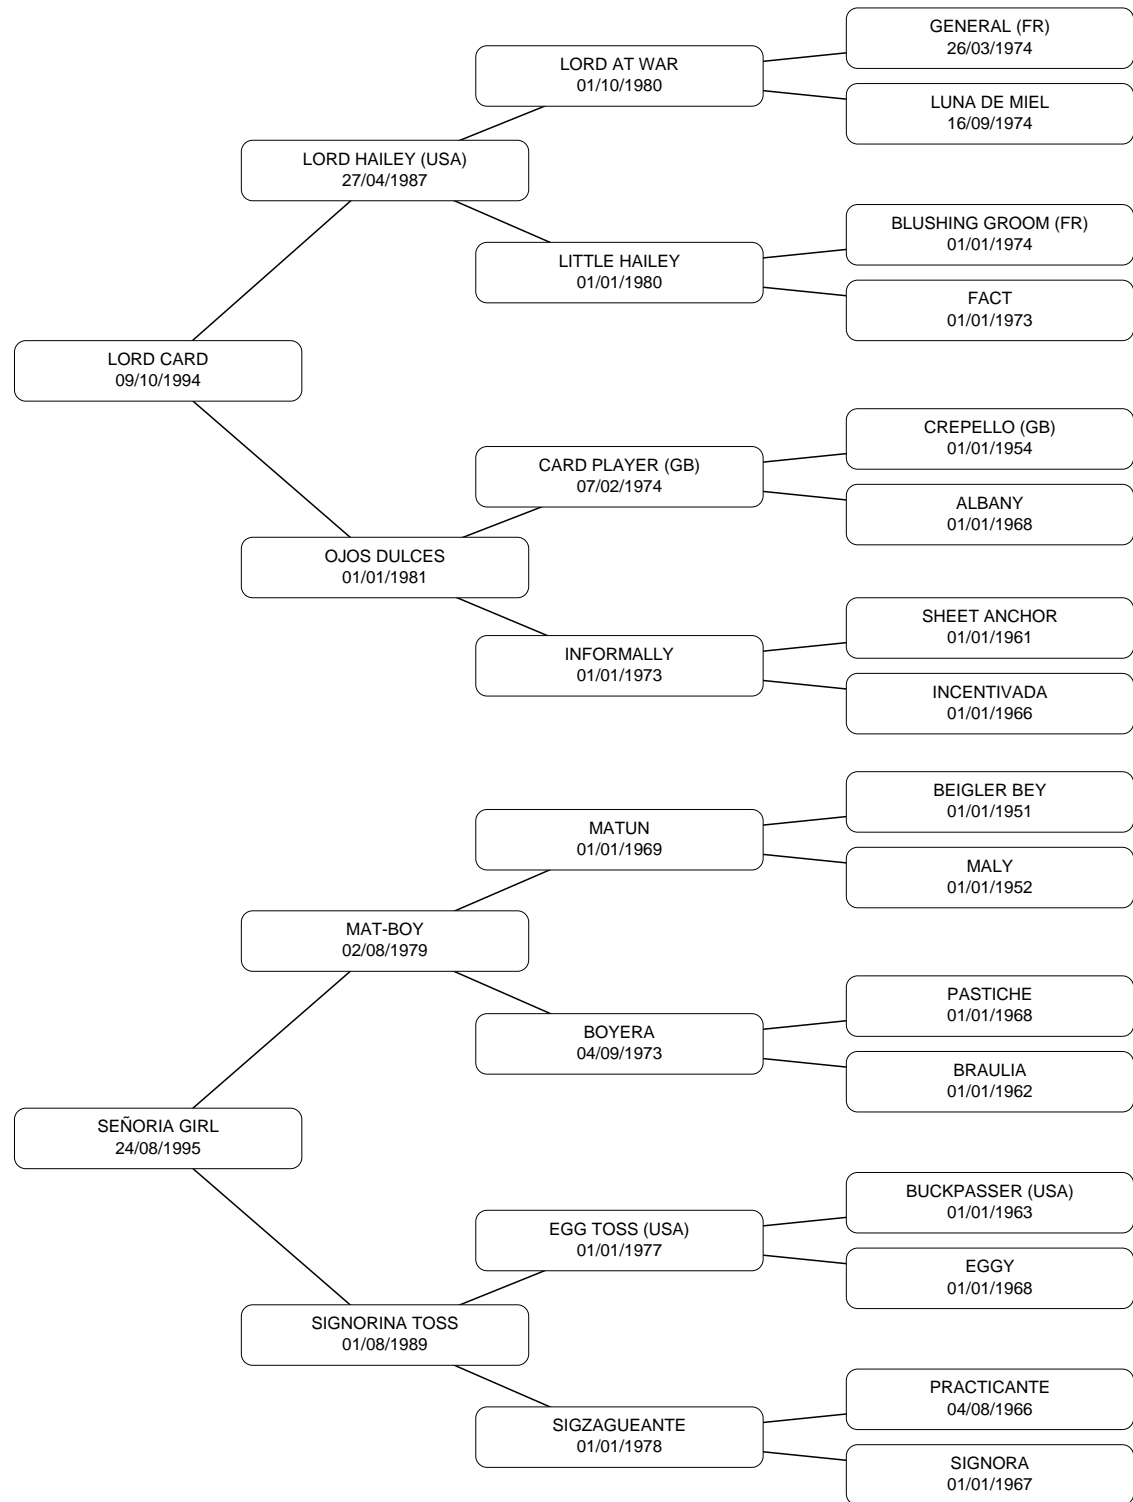 GENERAL (FR)
26/03/1974
LORD AT WAR
01/10/1980
LUNA DE MIEL
16/09/1974
LORD HAILEY (USA)
27/04/1987
BLUSHING GROOM (FR)
01/01/1974
LITTLE HAILEY
01/01/1980
FACT
01/01/1973
LORD CARD
09/10/1994
CREPELLO (GB)
01/01/1954
CARD PLAYER (GB)
07/02/1974
ALBANY
01/01/1968
OJOS DULCES
01/01/1981
SHEET ANCHOR
01/01/1961
INFORMALLY
01/01/1973
INCENTIVADA
01/01/1966
BEIGLER BEY
01/01/1951
MATUN
01/01/1969
MALY
01/01/1952
MAT-BOY
02/08/1979
PASTICHE
01/01/1968
BOYERA
04/09/1973
BRAULIA
01/01/1962
SEÑORIA GIRL
24/08/1995
BUCKPASSER (USA)
01/01/1963
EGG TOSS (USA)
01/01/1977
EGGY
01/01/1968
SIGNORINA TOSS
01/08/1989
PRACTICANTE
04/08/1966
SIGZAGUEANTE
01/01/1978
SIGNORA
01/01/1967